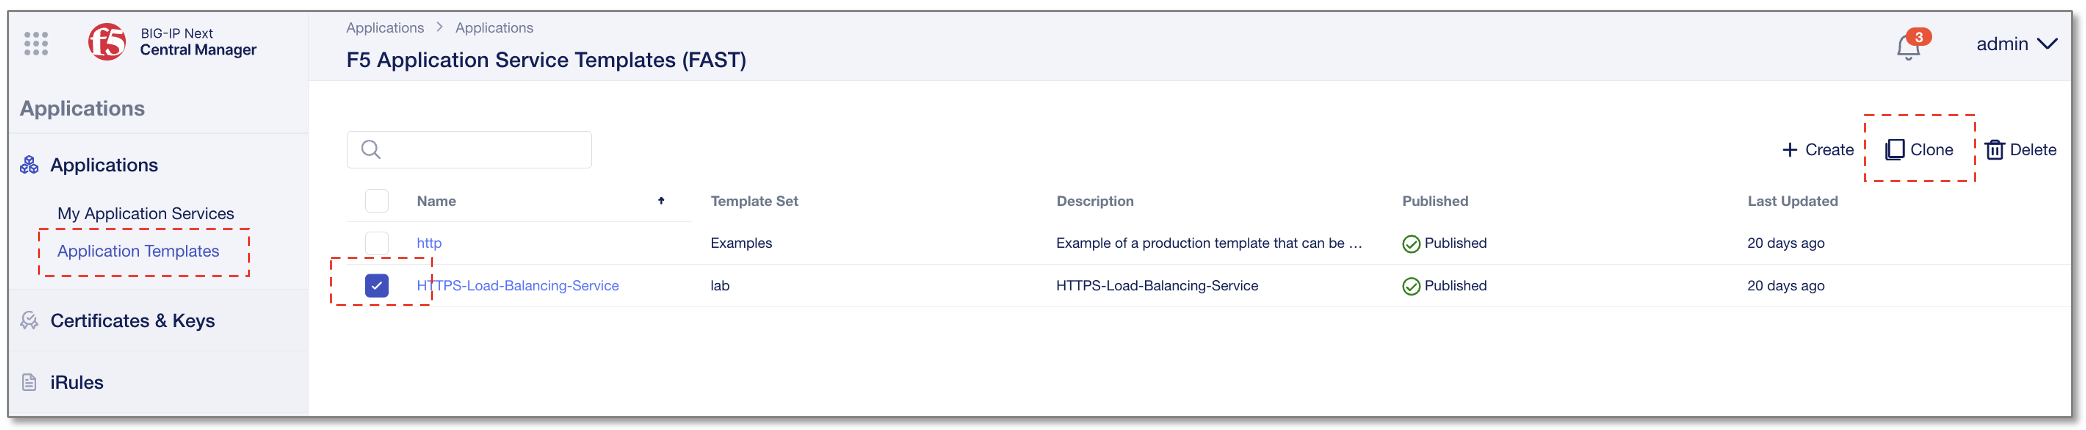 f5
BIG-IP Next
Central Manager
Applications > Applications
F5 Application Service Templates (FAST)
3
admin
Applications
Applications
My Application Services
Application Templates
Certificates & Keys
iRules
+ Create Clone Delete
Name Template Set Description Published Last Updated
http Examples Example of a production template that can be ... Published 20 days ago
HTTPS-Load-Balancing-Service lab HTTPS-Load-Balancing-Service Published 20 days ago